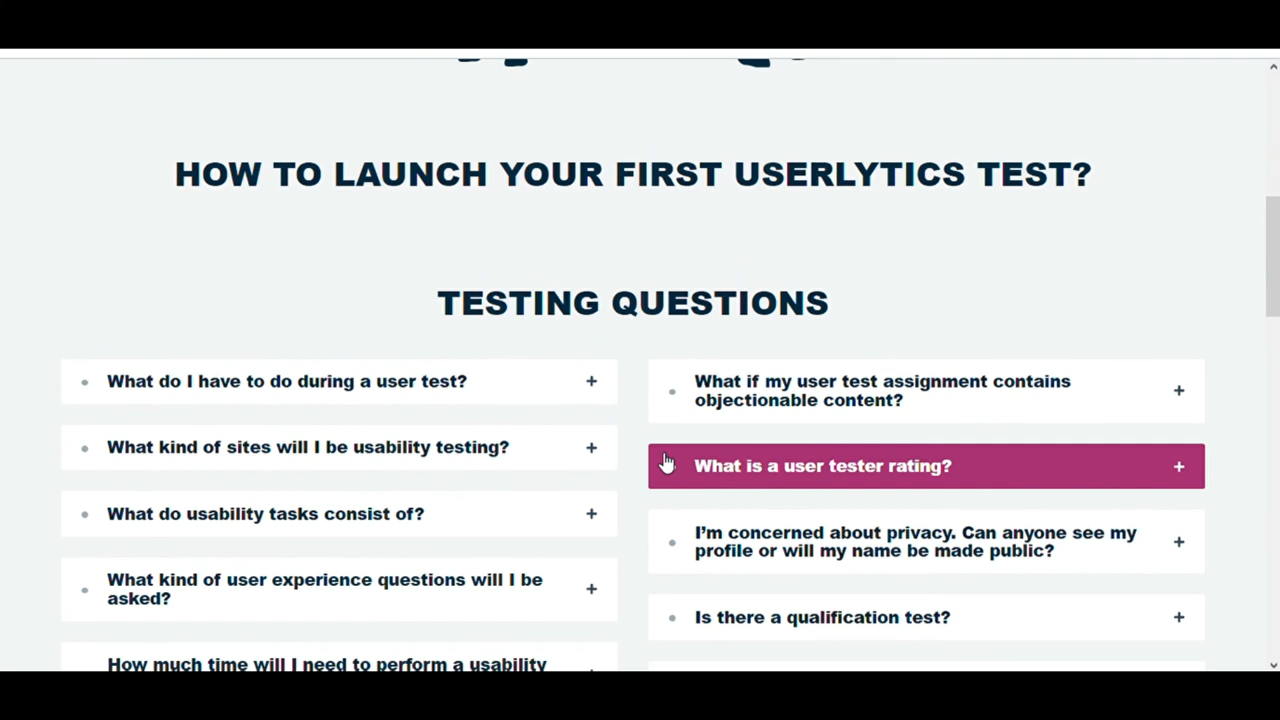 HOW TO LAUNCH YOUR FIRST USERLYTICS TEST?
TESTING QUESTIONS
What do I have to do during a user test?
What kind of sites will I be usability testing?
What do usability tasks consist of?
What kind of user experience questions will I be
asked?
How much time will I need to perform a usability
What if my user test assignment contains
objectionable content?
What is a user tester rating?
I'm concerned about privacy. Can anyone see my
profile or will my name be made public?
Is there a qualification test?